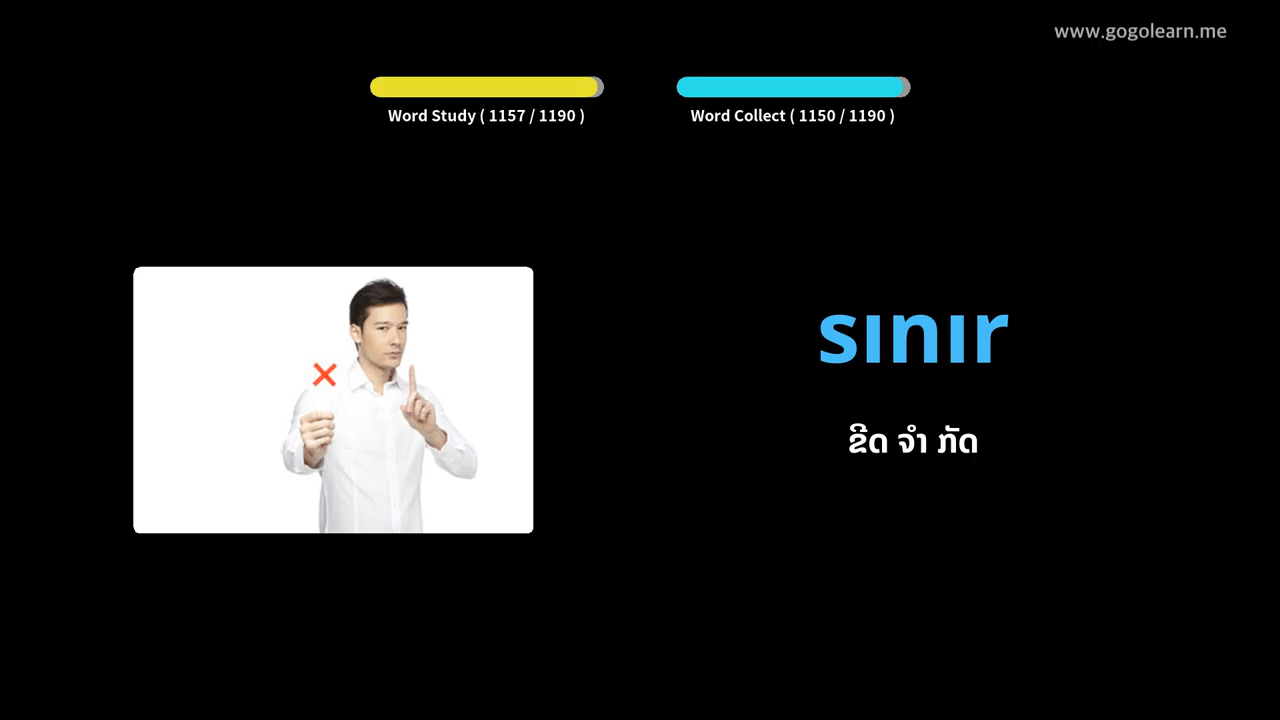 www.gogolearn.me
Word Study ( 1157 / 1190 )
Word Collect ( 1150 / 1190 )
sınır
ຂີດ ຈຳ ກັດ